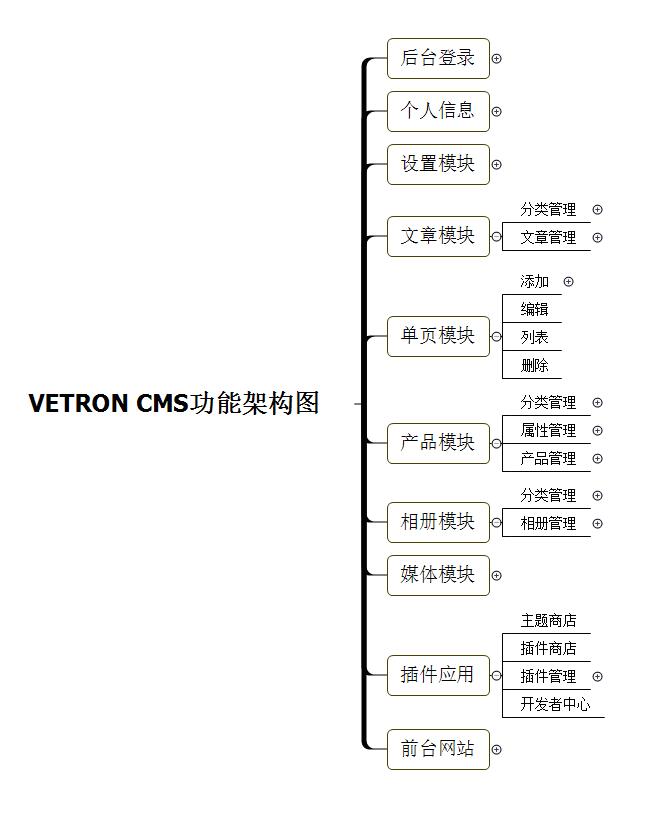 后台登录
个人信息
设置模块
分类管理
文章模块
文章管理
添加
编辑
单页模块
列表
删除
VETRON CMS功能架构图
分类管理
属性管理
产品模块
产品管理
分类管理
相册模块
相册管理
媒体模块
主题商店
插件商店
插件应用
插件管理
开发者中心
前台网站